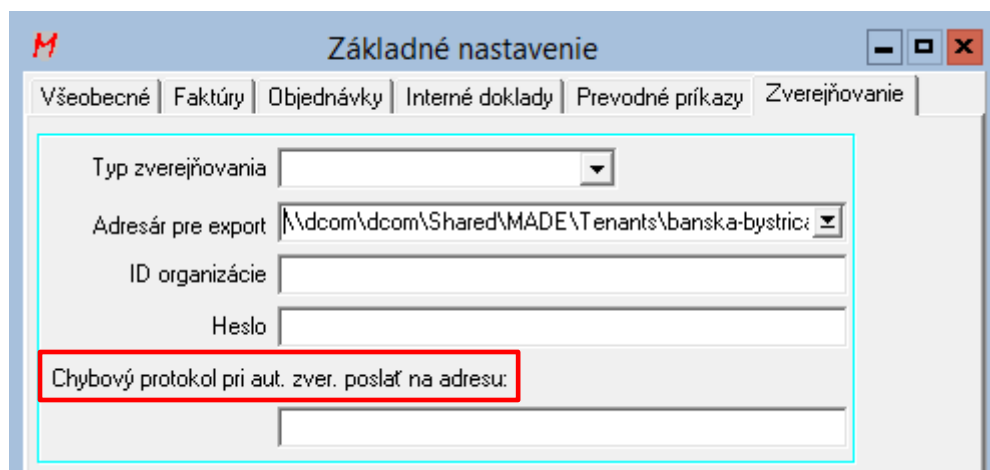 M Základné nastavenie
Všeobecné Faktúry Objednávky Interné doklady Prevodné príkazy Zverejňovanie
Typ zverejňovania
Adresár pre export \\dcom\dcom\Shared\MADE\Tenants\banska-bystrica
ID organizácie
Heslo
Chybový protokol pri aut. zver. poslať na adresu: